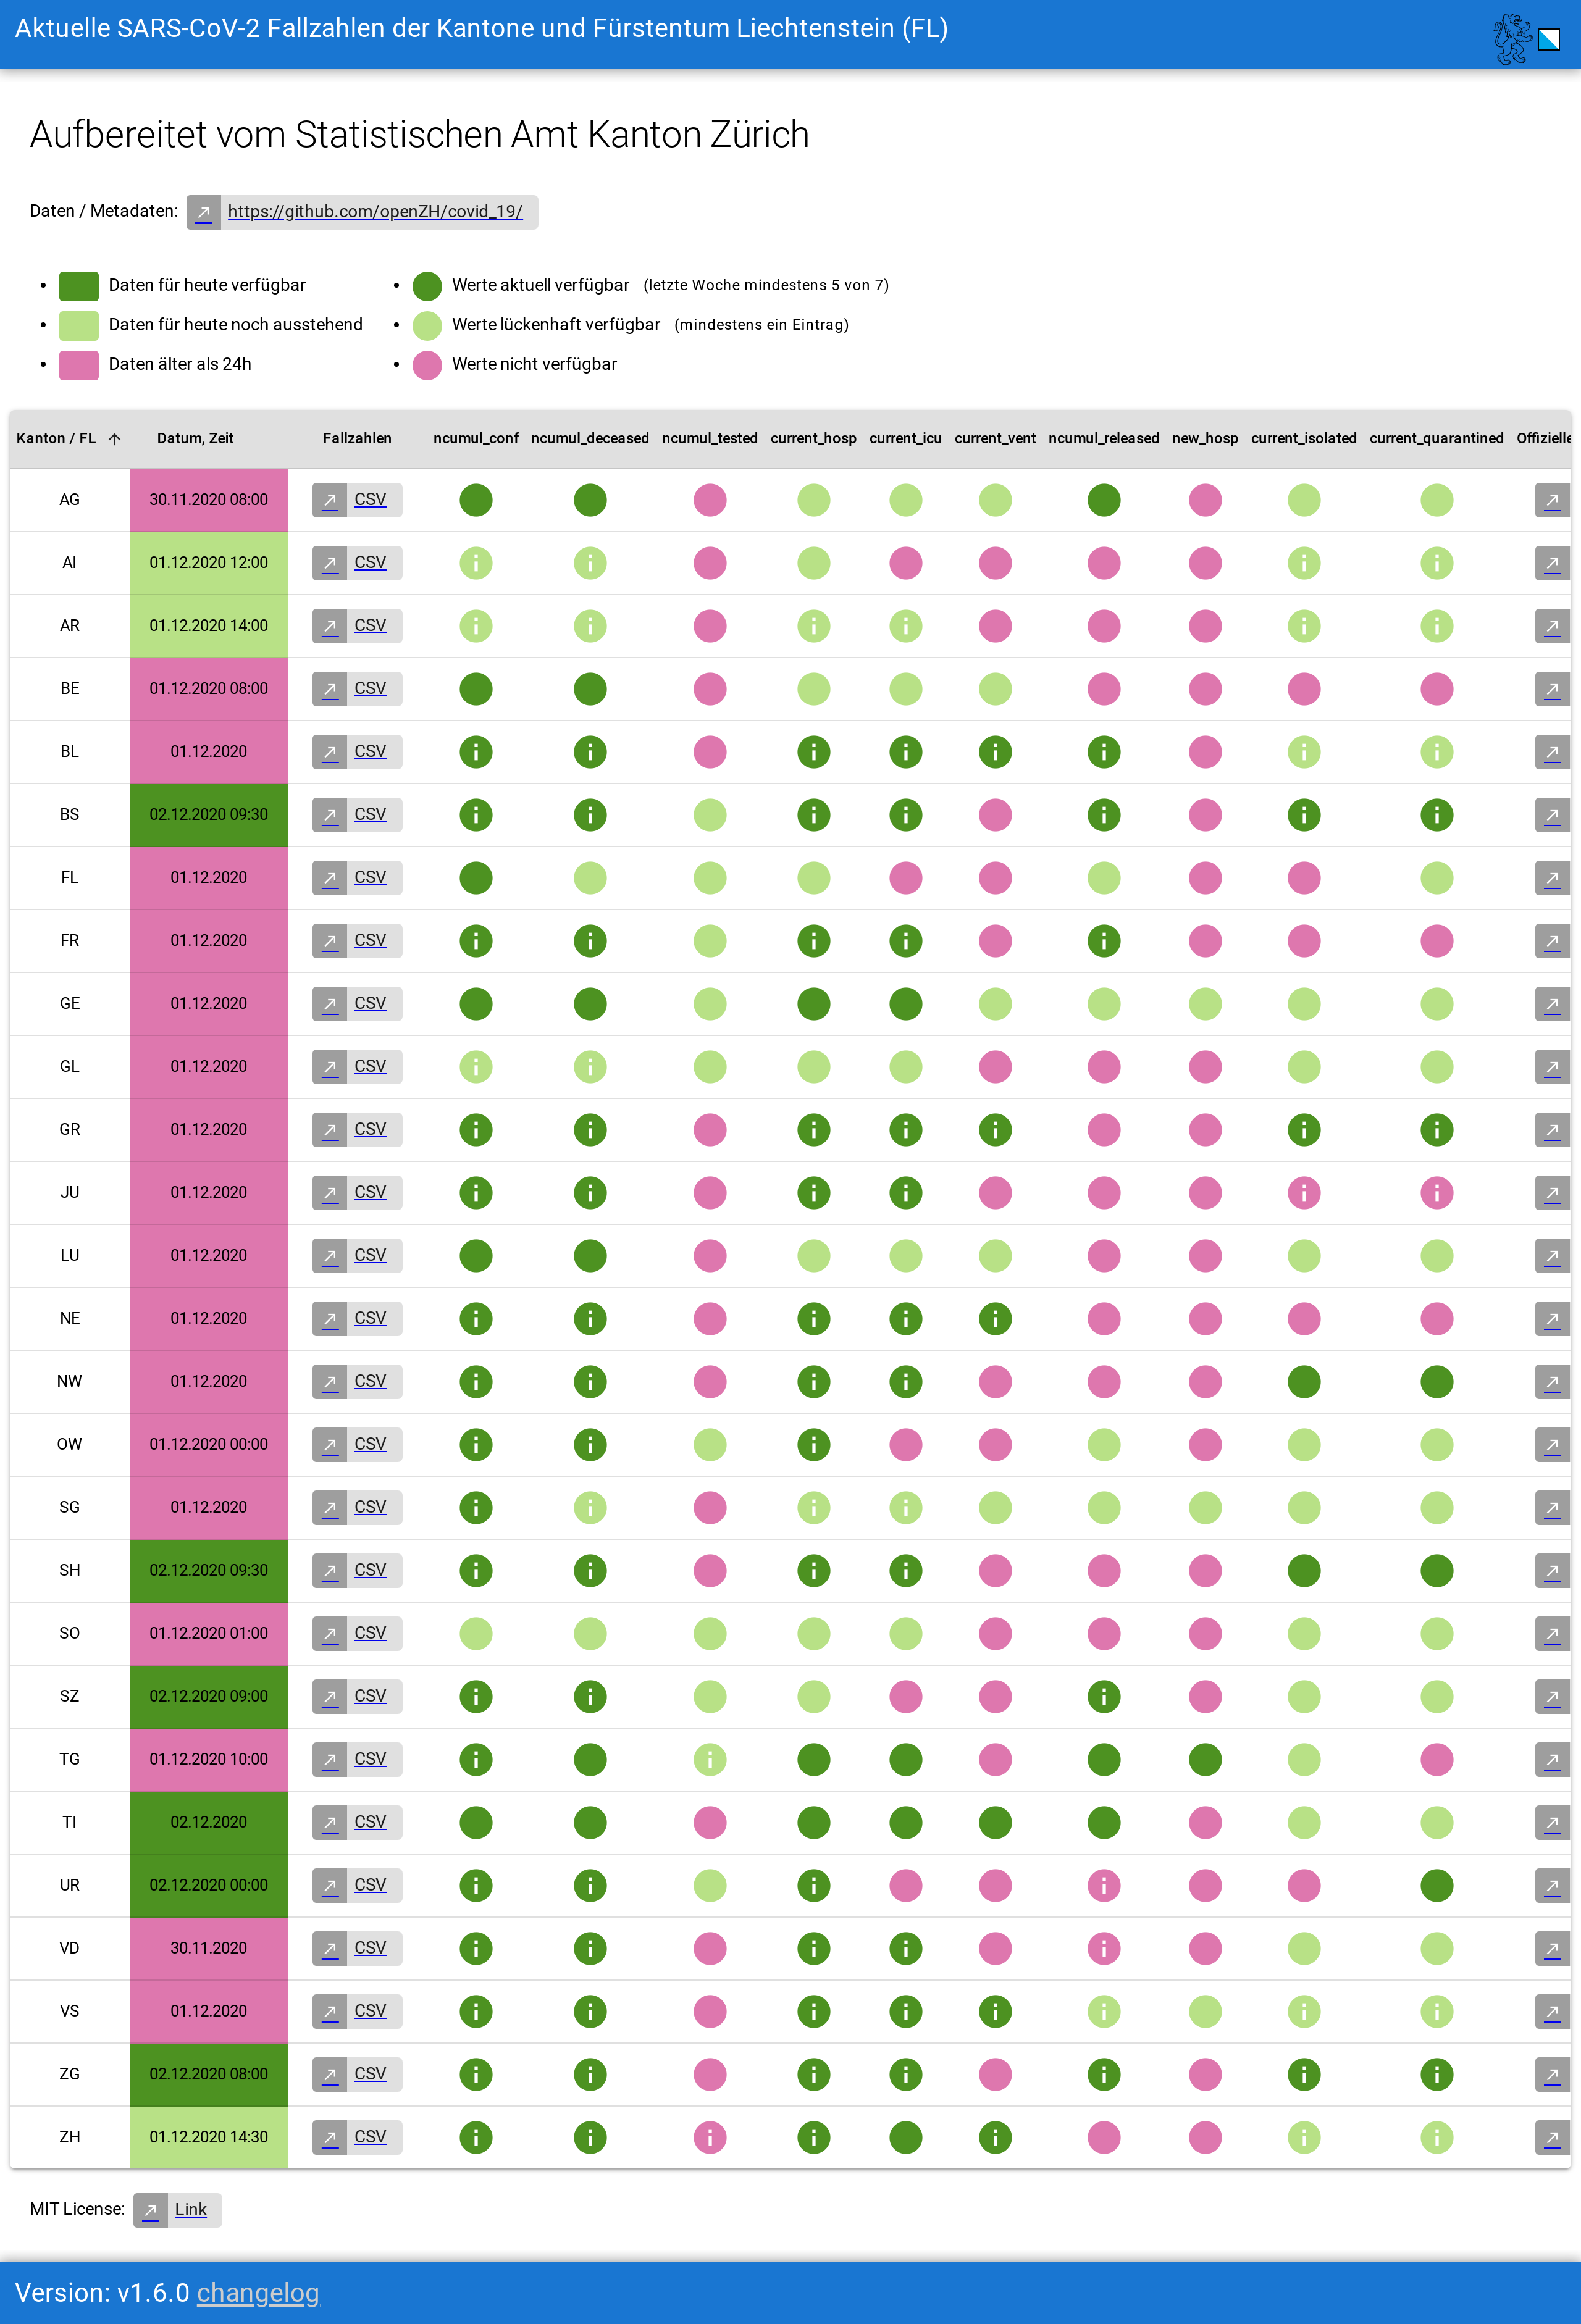 Aktuelle SARS-CoV-2 Fallzahlen der Kantone und Fürstentum Liechtenstein (FL)
Aufbereitet vom Statistischen Amt Kanton Zürich
Daten / Metadaten: https://github.com/openZH/covid_19/
Daten für heute verfügbar
Daten für heute noch ausstehend
Daten älter als 24h
Werte aktuell verfügbar (letzte Woche mindestens 5 von 7)
Werte lückenhaft verfügbar (mindestens ein Eintrag)
Werte nicht verfügbar
Kanton / FL Datum, Zeit Fallzahlen ncumul_conf ncumul_deceased ncumul_tested current_hosp current_icu current_vent ncumul_released new_hosp current_isolated current_quarantined Offizielle
AG 30.11.2020 08:00 CSV
AI 01.12.2020 12:00 CSV
AR 01.12.2020 14:00 CSV
BE 01.12.2020 08:00 CSV
BL 01.12.2020 CSV
BS 02.12.2020 09:30 CSV
FL 01.12.2020 CSV
FR 01.12.2020 CSV
GE 01.12.2020 CSV
GL 01.12.2020 CSV
GR 01.12.2020 CSV
JU 01.12.2020 CSV
LU 01.12.2020 CSV
NE 01.12.2020 CSV
NW 01.12.2020 CSV
OW 01.12.2020 00:00 CSV
SG 01.12.2020 CSV
SH 02.12.2020 09:30 CSV
SO 01.12.2020 01:00 CSV
SZ 02.12.2020 09:00 CSV
TG 01.12.2020 10:00 CSV
TI 02.12.2020 CSV
UR 02.12.2020 00:00 CSV
VD 30.11.2020 CSV
VS 01.12.2020 CSV
ZG 02.12.2020 08:00 CSV
ZH 01.12.2020 14:30 CSV
MIT License: Link
Version: v1.6.0 changelog